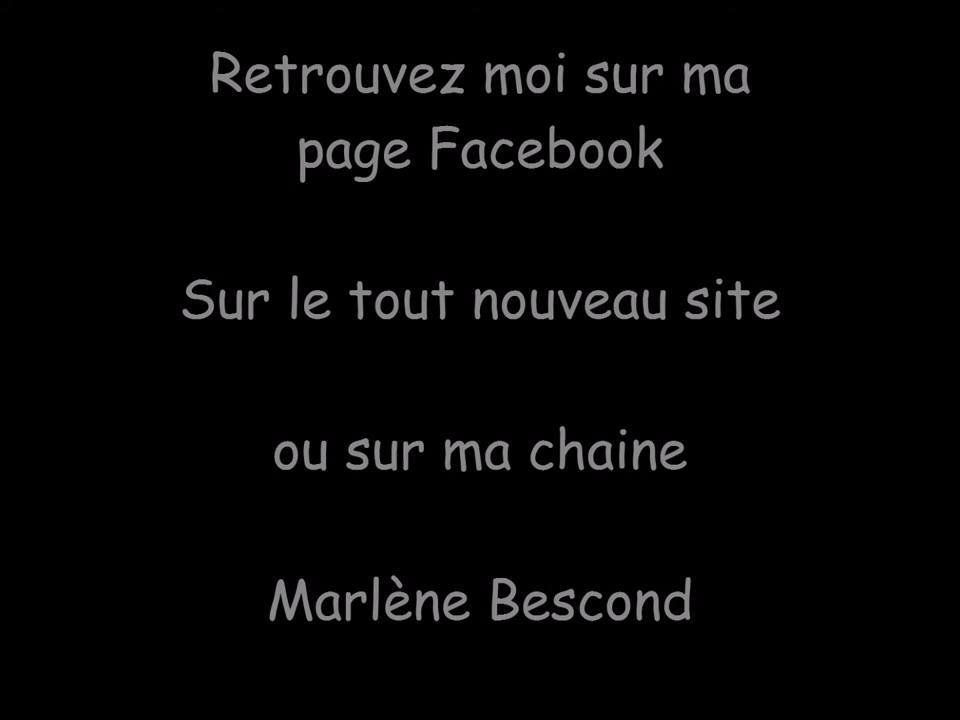 Retrouvez moi sur ma
page Facebook
Sur le tout nouveau site
ou sur ma chaine
Marlène Bescond